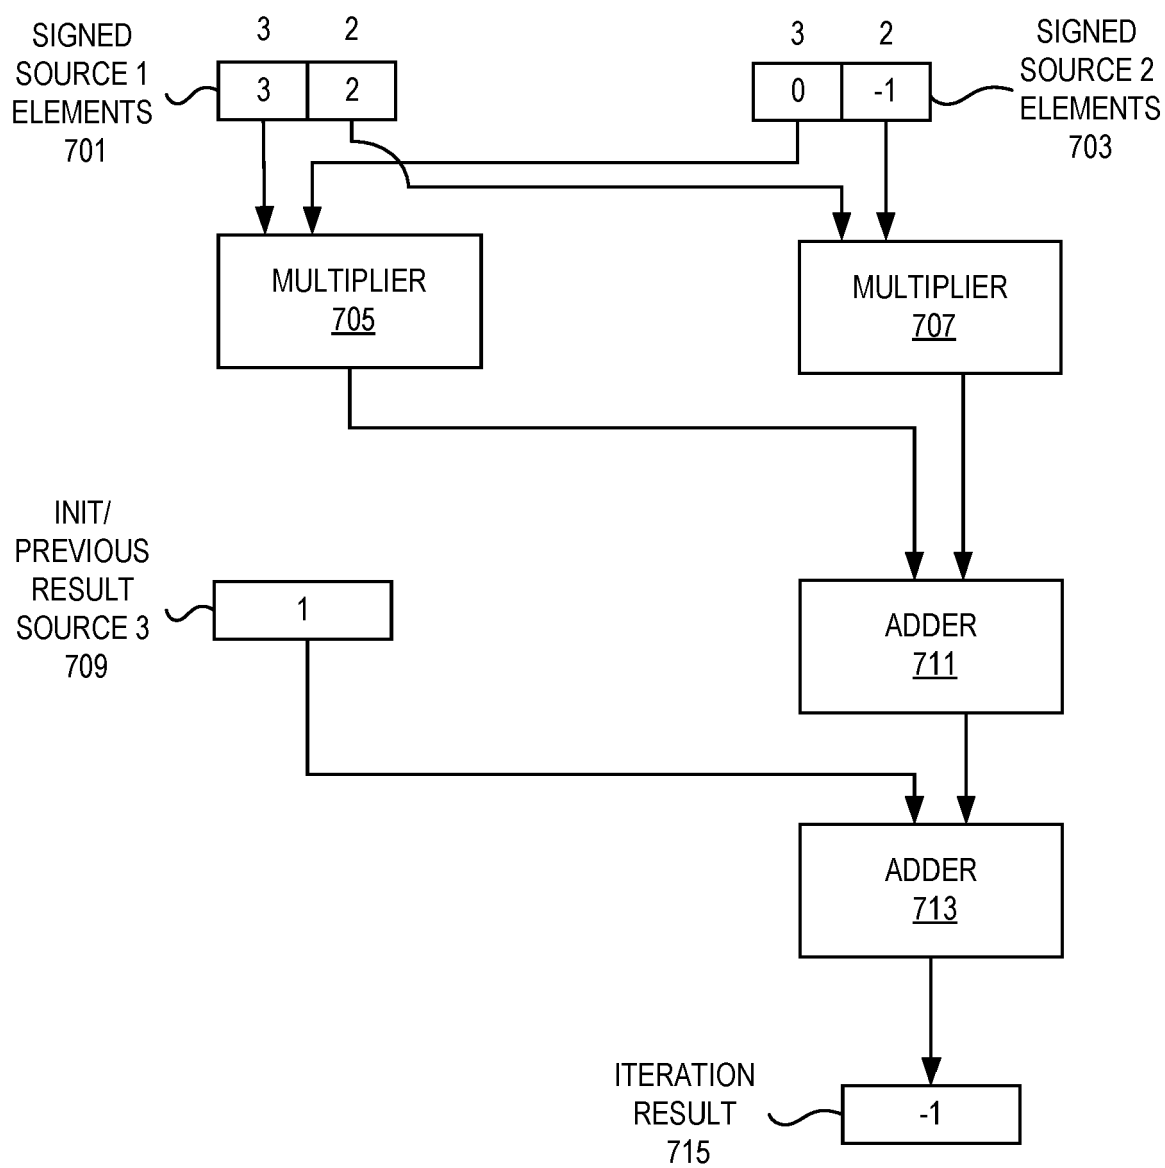 SIGNED
SOURCE 1
ELEMENTS
701
3 2
3 2
3 2
0 -1
SIGNED
SOURCE 2
ELEMENTS
703
MULTIPLIER
705
MULTIPLIER
707
INIT/
PREVIOUS
RESULT
SOURCE 3
709
1
ADDER
711
ADDER
713
ITERATION
RESULT
715
-1